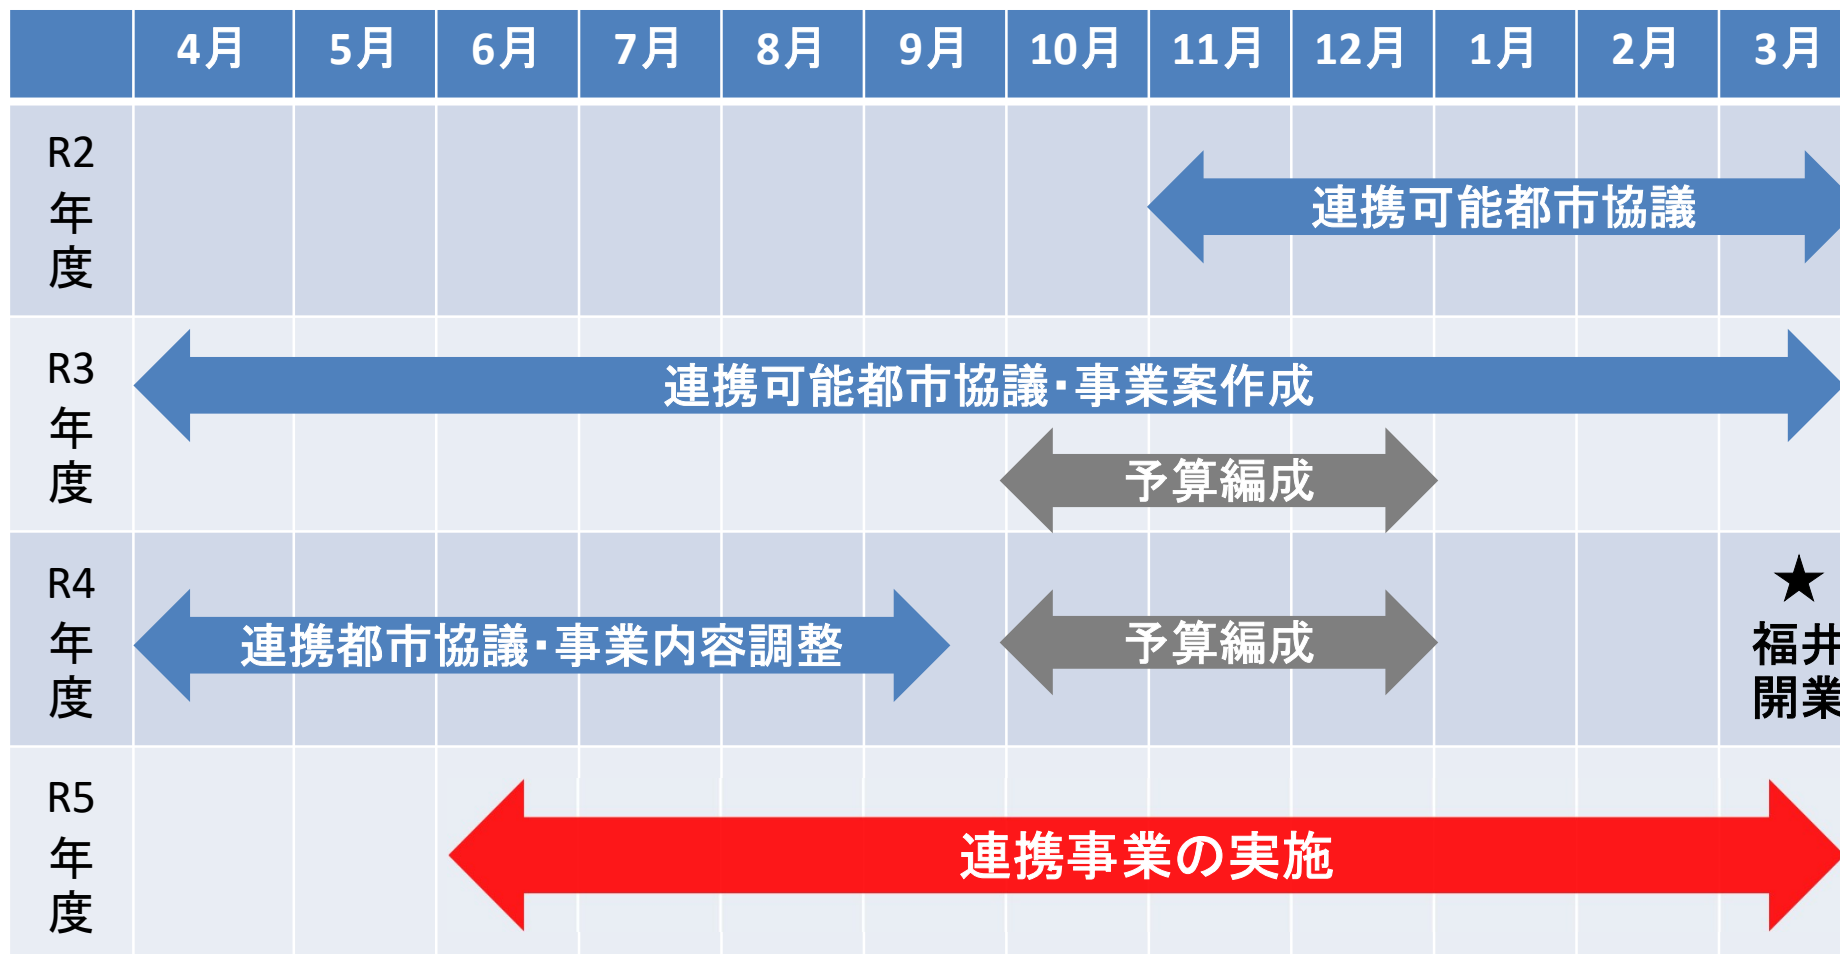 4月 5月 6月 7月 8月 9月 10月 11月 12月 1月 2月 3月
R2
年
度
連携可能都市協議
R3
年
度
連携可能都市協議・事業案作成
予算編成
R4
年
度
連携都市協議・事業内容調整
予算編成
★
福井
開業
R5
年
度
連携事業の実施